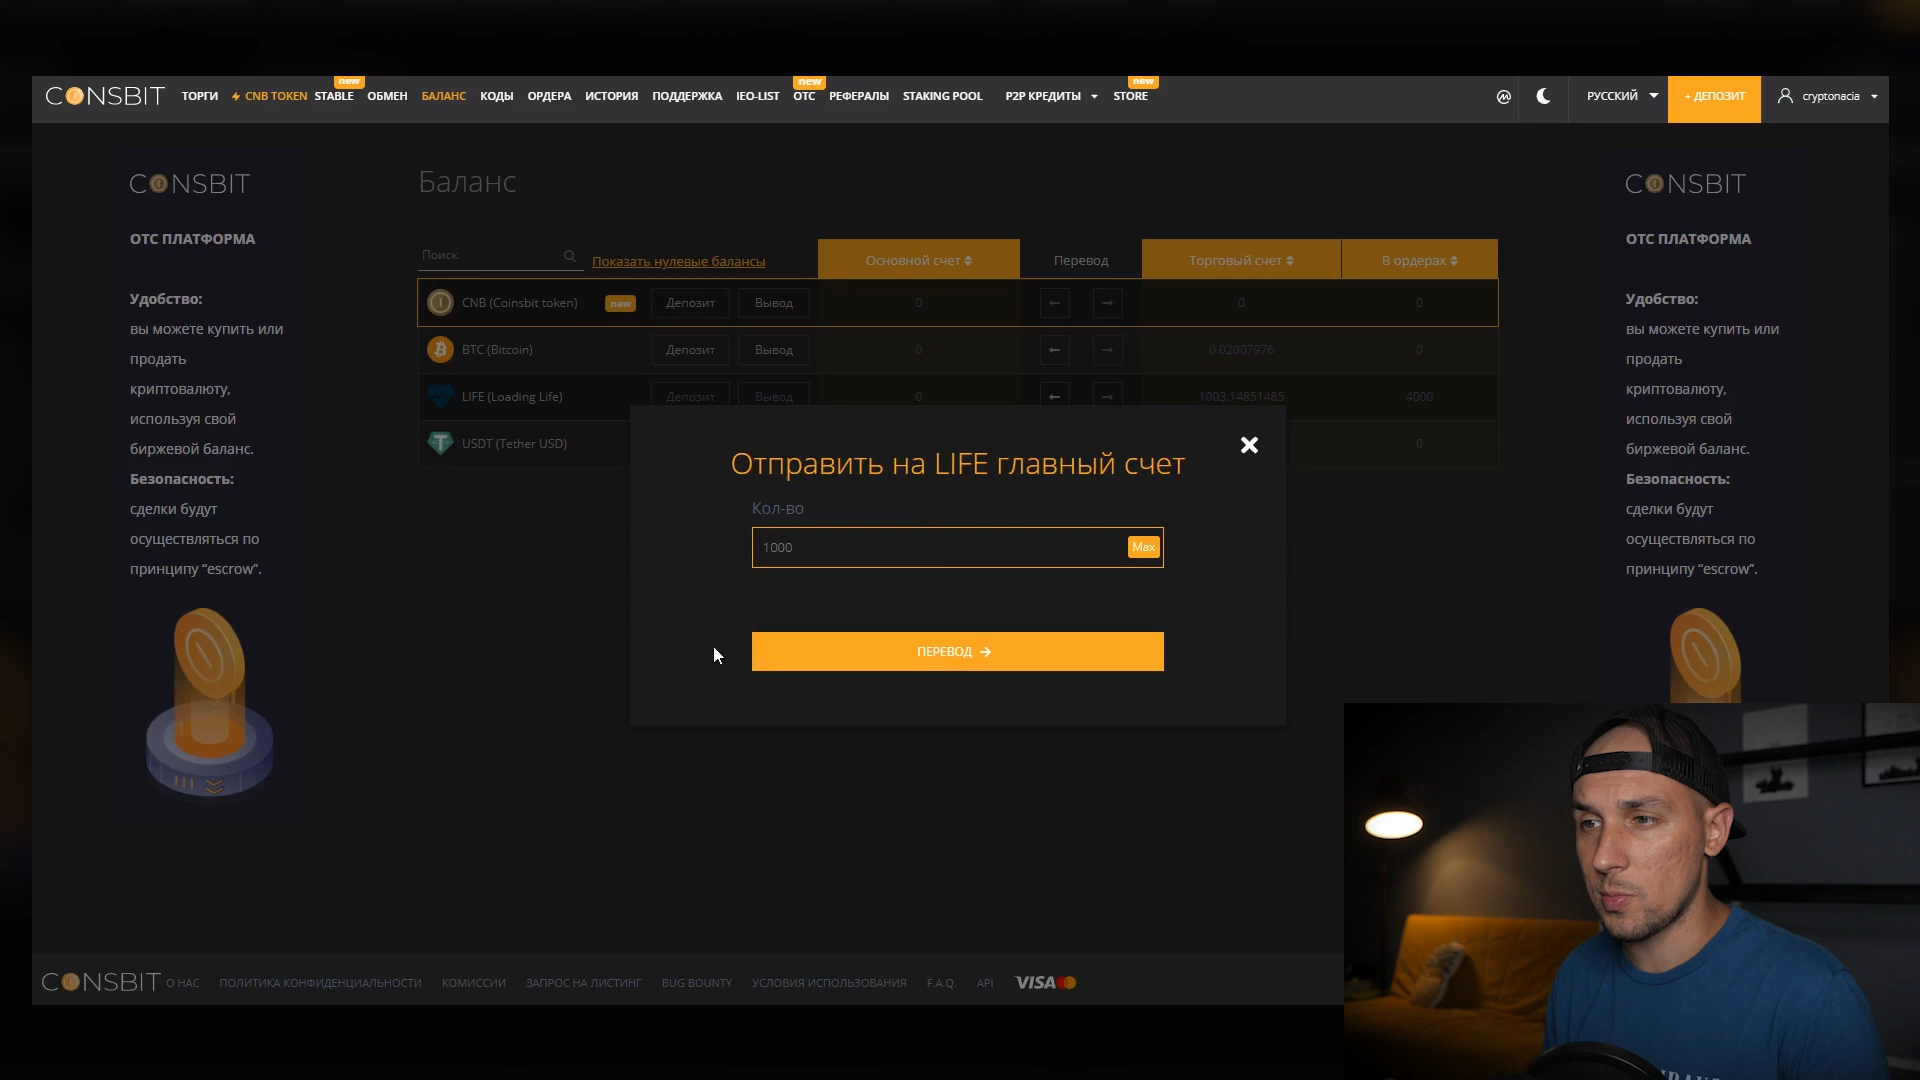 new
new
new
CONSBIT ТОРГИ CNB TOKEN STABLE ОБМЕН БАЛАНС КОДЫ ОРДЕРА ИСТОРИЯ ПОДДЕРЖКА IEO-LIST OTC РЕФЕРАЛЫ STAKING POOL P2P КРЕДИТЫ STORE РУССКИЙ + ДЕПОЗИТ cryptonacia
CONSBIT
ОТС ПЛАТФОРМА
Удобство:
вы можете купить или
продать
криптовалюту,
используя свой
биржевой баланс.
Безопасность:
сделки будут
осуществляться по
принципу “escrow”.
Баланс
Поиск Показать нулевые балансы Основной счет Перевод Торговый счет В ордерах
CNB (Coinsbit token) new Депозит Вывод 0 0 0
BTC (Bitcoin) Депозит Вывод 0 0.02007976 0
LIFE (Loading Life) Депозит Вывод 0 1003.14851485 4000
USDT (Tether USD) 0
Отправить на LIFE главный счет
Кол-во
1000 Max
ПЕРЕВОД
CONSBIT
ОТС ПЛАТФОРМА
Удобство:
вы можете купить или
продать
криптовалюту,
используя свой
биржевой баланс.
Безопасность:
сделки будут
осуществляться по
принципу “escrow”.
CONSBIT О НАС ПОЛИТИКА КОНФИДЕНЦИАЛЬНОСТИ КОМИССИИ ЗАПРОС НА ЛИСТИНГ BUG BOUNTY УСЛОВИЯ ИСПОЛЬЗОВАНИЯ F.A.Q. API VISA